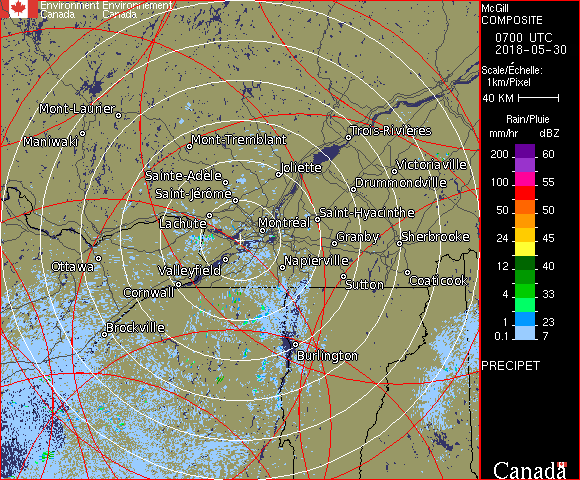 Environment Environnement
Canada Canada
McGill
COMPOSITE
0700 UTC
2018-05-30
Scale/Échelle:
1km/Pixel
40 KM
Rain/Pluie
mm/hr dBZ
200 60
100 55
50 50
24 45
12 40
4 33
1 23
0.1 7
PRECIPET
Canada
Mont-Laurier
Maniwaki
Mont-Tremblant
Trois-Rivières
Sainte-Adèle
Joliette
Victoriaville
Saint-Jérôme
Drummondville
Lachute
Montréal
Saint-Hyacinthe
Ottawa
Granby
Sherbrooke
Valleyfield
Napierville
Cornwall
Sutton
Coaticook
Brockville
Burlington